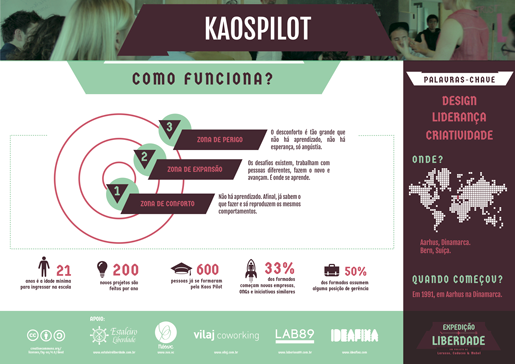 KAOSPILOT
COMO FUNCIONA?
3
ZONA DE PERIGO
O desconforto é tão grande que
não há aprendizado, não há
esperança, só angústia.
2
ZONA DE EXPANSÃO
Os desafios existem, trabalham com
pessoas diferentes, fazem o novo e
avançam. É onde se aprende.
1
ZONA DE CONFORTO
Não há aprendizado. Afinal, já sabem o
que fazer e só reproduzem os mesmos
comportamentos.
21
anos é a idade mínima
para ingressar na escola
200
novos projetos são
feitos por ano
600
pessoas já se formaram
pelo Kaos Pilot
33%
dos formados
começam novas empresas,
ONGs e iniciativas similares
50%
dos formados assumem
alguma posição de gerência
PALAVRAS-CHAVE
DESIGN
LIDERANÇA
CRIATIVIDADE
ONDE?
Aarhus, Dinamarca.
Bern, Suíça.
QUANDO COMEÇOU?
Em 1991, em Aarhus na Dinamarca.
APOIO:
Estaleiro
Liberdade
vilaj coworking
LAB89
IDEAFIXA
EXPEDIÇÃO
LIBERDADE